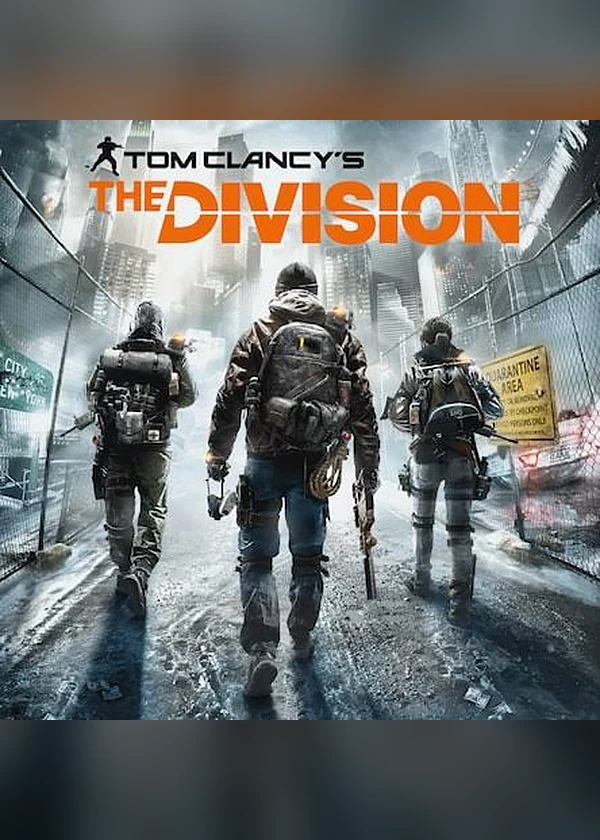 TOM CLANCY'S
THE DIVISION
CITY
NEW YORK
QUARANTINE
AREA